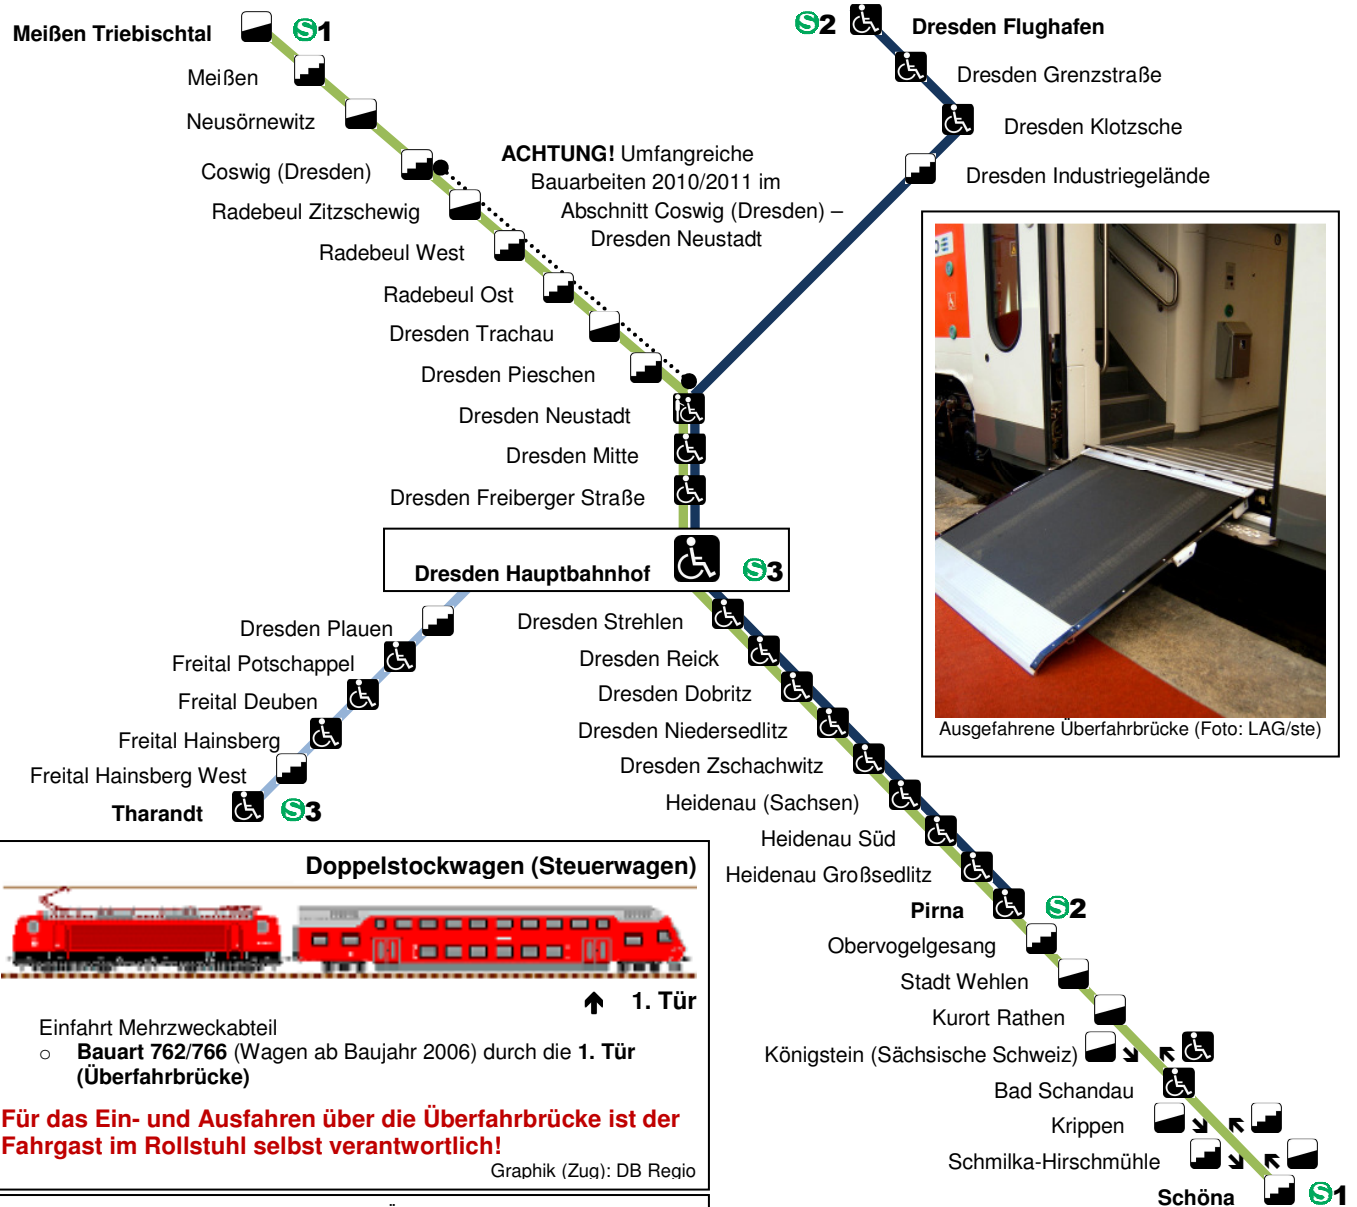 Meißen Triebischtal
S1
S2
Dresden Flughafen
Meißen
Dresden Grenzstraße
Neusörnewitz
Dresden Klotzsche
Coswig (Dresden)
ACHTUNG! Umfangreiche
Bauarbeiten 2010/2011 im
Abschnitt Coswig (Dresden) –
Dresden Neustadt
Dresden Industriegelände
Radebeul Zitzschewig
Radebeul West
Radebeul Ost
Dresden Trachau
Dresden Pieschen
Dresden Neustadt
Dresden Mitte
Dresden Freiberger Straße
Dresden Hauptbahnhof
S3
Ausgefahrene Überfahrbrücke (Foto: LAG/ste)
Dresden Plauen
Freital Potschappel
Freital Deuben
Freital Hainsberg
Freital Hainsberg West
Tharandt
S3
Dresden Strehlen
Dresden Reick
Dresden Dobritz
Dresden Niedersedlitz
Dresden Zschachwitz
Heidenau (Sachsen)
Heidenau Süd
Heidenau Großsedlitz
Pirna
S2
Obervogelgesang
Stadt Wehlen
Kurort Rathen
Königstein (Sächsische Schweiz)
Bad Schandau
Krippen
Schmilka-Hirschmühle
Schöna
S1
Doppelstockwagen (Steuerwagen)
1. Tür
Einfahrt Mehrzweckabteil
○ Bauart 762/766 (Wagen ab Baujahr 2006) durch die 1. Tür
(Überfahrbrücke)
Für das Ein- und Ausfahren über die Überfahrbrücke ist der
Fahrgast im Rollstuhl selbst verantwortlich!
Graphik (Zug): DB Regio